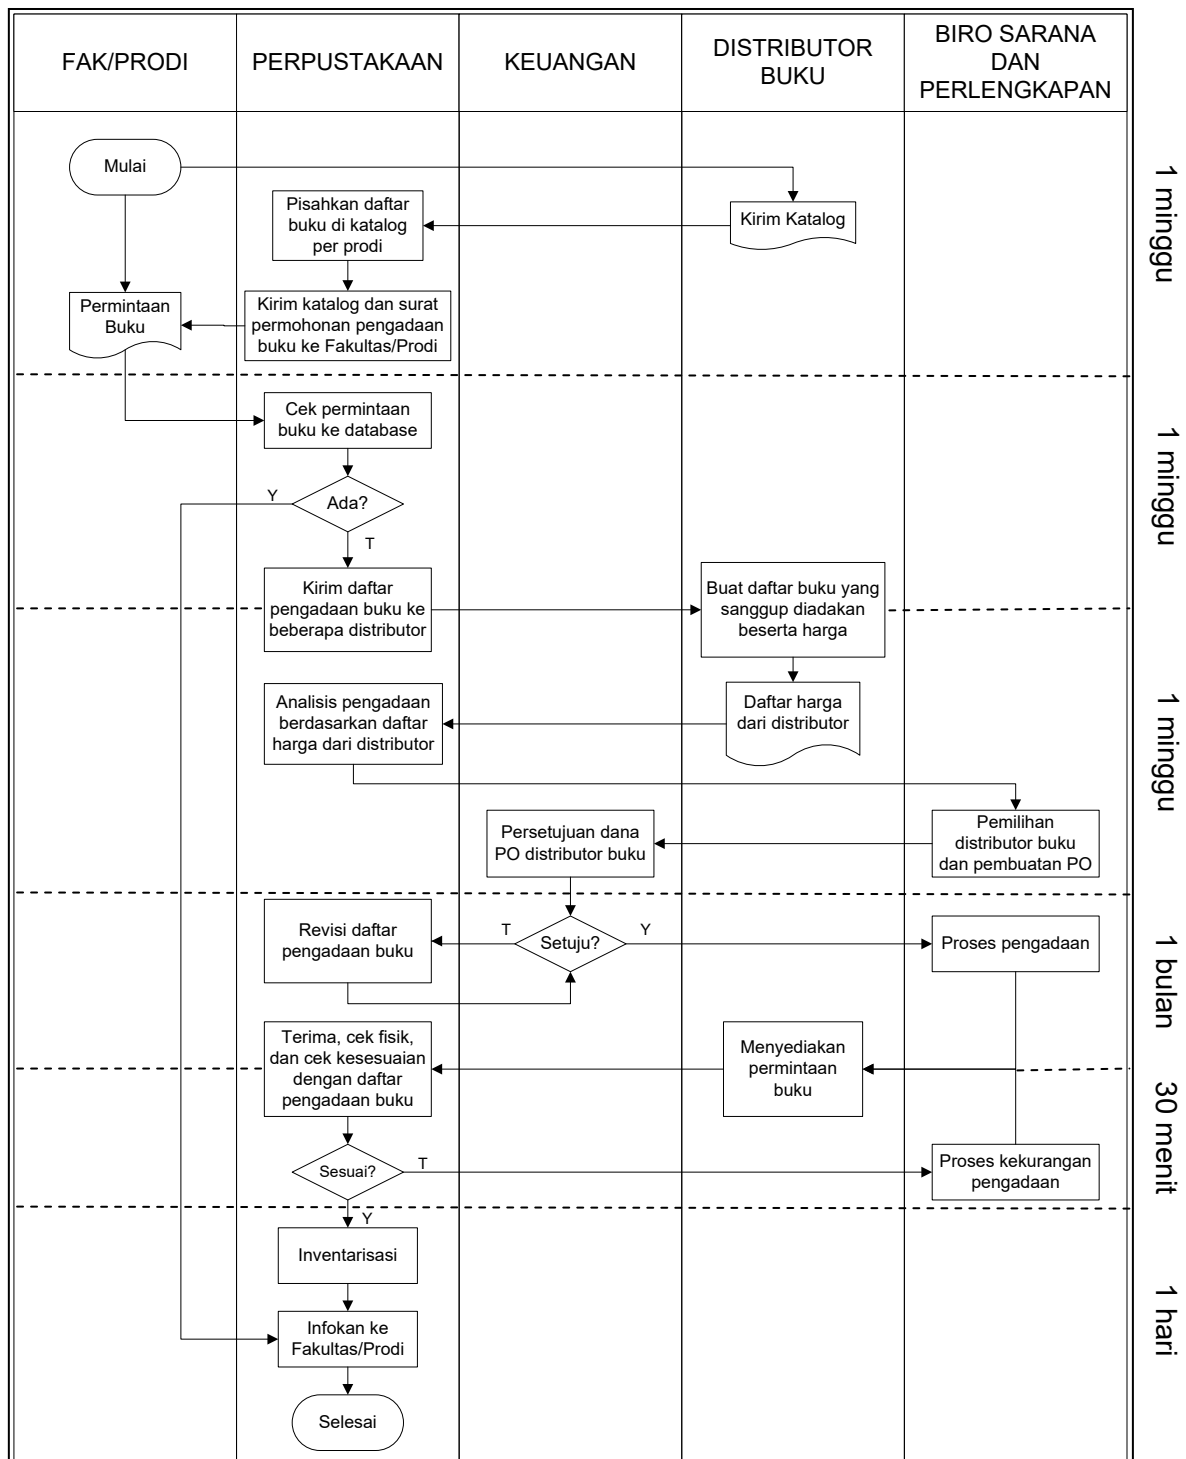 FAK/PRODI
PERPUSTAKAAN
KEUANGAN
DISTRIBUTOR
BUKU
BIRO SARANA
DAN
PERLENGKAPAN
Mulai
Pisahkan daftar
buku di katalog
per prodi
Kirim Katalog
1 minggu
Permintaan
Buku
Kirim katalog dan surat
permohonan pengadaan
buku ke Fakultas/Prodi
Cek permintaan
buku ke database
1 minggu
Y
Ada?
T
Kirim daftar
pengadaan buku ke
beberapa distributor
Buat daftar buku yang
sanggup diadakan
beserta harga
Analisis pengadaan
berdasarkan daftar
harga dari distributor
Daftar harga
dari distributor
1 minggu
Persetujuan dana
PO distributor buku
Pemilihan
distributor buku
dan pembuatan PO
Revisi daftar
pengadaan buku
T
Setuju?
Y
Proses pengadaan
1 bulan
Terima, cek fisik,
dan cek kesesuaian
dengan daftar
pengadaan buku
Menyediakan
permintaan
buku
30 menit
Sesuai?
T
Proses kekurangan
pengadaan
Y
Inventarisasi
Infokan ke
Fakultas/Prodi
1 hari
Selesai